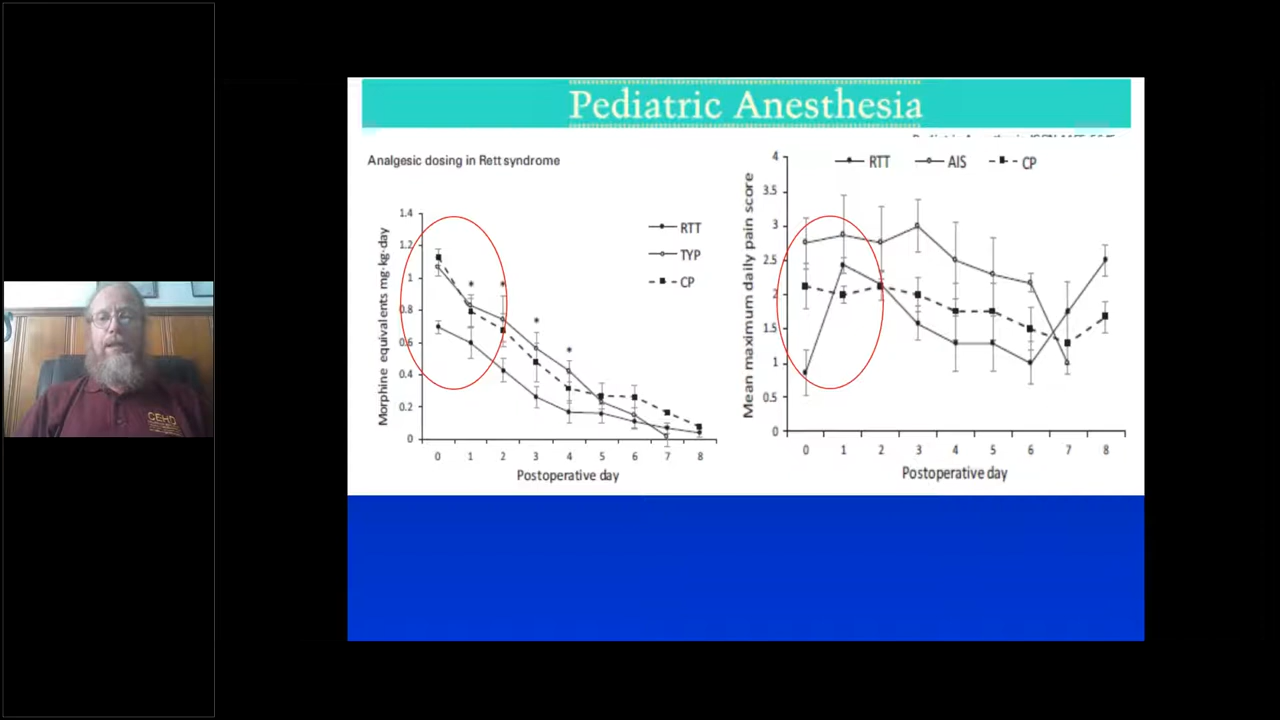 Pediatric Anesthesia
Analgesic dosing in Rett syndrome
Morphine equivalents mg·kg·day
1.4
1.2
1
0.8
0.6
0.4
0.2
0
RTT
TYP
CP
*
*
*
*
0 1 2 3 4 5 6 7 8
Postoperative day
Mean maximum daily pain score
4
3.5
3
2.5
2
1.5
1
0.5
0
RTT AIS CP
0 1 2 3 4 5 6 7 8
Postoperative day
CEHD